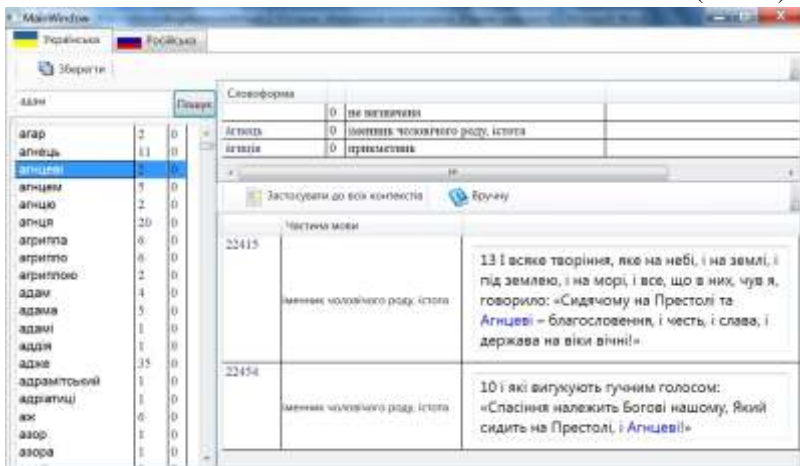 MainWindow
Українська Російська
Зберегти
адам Пошук
Словоформа
0 не визначено
Агнець 0 іменник чоловічого роду, істота
0 прикметник
агар 2 0
агнець 11 0
агнцеві 2 0
агнцем 5 0
агнцю 2 0
агнця 20 0
агриппа 6 0
агриппо 6 0
агриппою 2 0
адам 4 0
адама 5 0
адамі 1 0
аддія 1 0
адже 35 0
адрамітський 1 0
адріатиці 1 0
аж 6 0
азор 1 0
азора 1 0
Застосувати до всіх контекстів Вручну
Частина мови
22415
іменник чоловічого роду, істота
13 І всяке творіння, яке на небі, і на землі, і
під землею, і на морі, і все, що в них, чув я,
говорило: «Сидячому на Престолі та
Агнцеві – благословення, і честь, і слава, і
держава на віки вічні!»
22454
іменник чоловічого роду, істота
10 і які вигукують гучним голосом:
«Спасіння належить Богові нашому, Який
сидить на Престолі, і Агнцеві!»